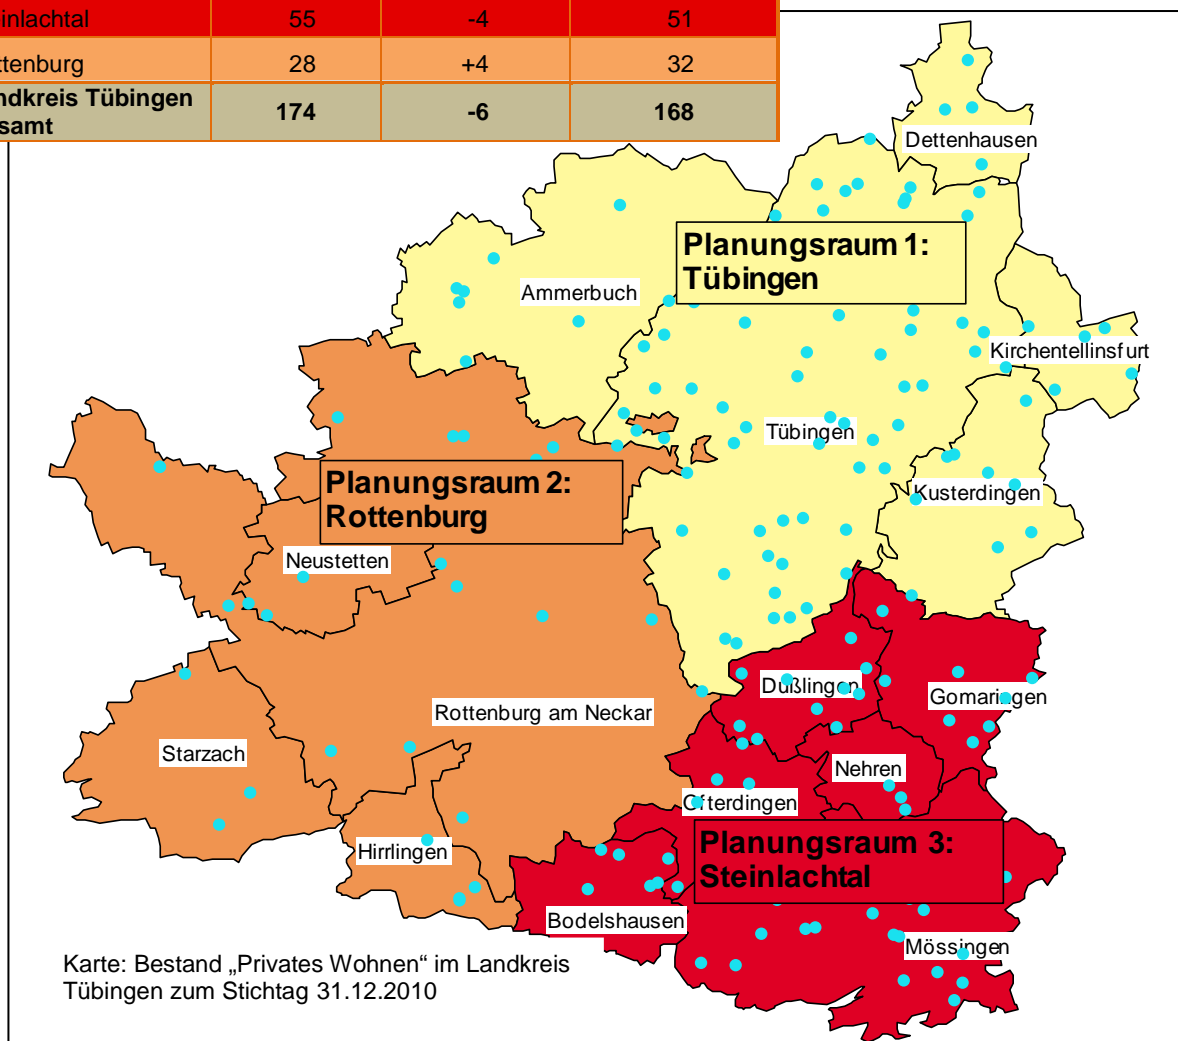 inlachtal 55 -4 51
ttenburg 28 +4 32
ndkreis Tübingen
samt 174 -6 168
Dettenhausen
Planungsraum 1:
Tübingen
Ammerbuch
Kirchentellinsfurt
Tübingen
Planungsraum 2:
Rottenburg
Kusterdingen
Neustetten
Dußlingen
Gomaringen
Rottenburg am Neckar
Starzach
Nehren
Ofterdingen
Planungsraum 3:
Steinlachtal
Hirrlingen
Bodelshausen
Mössingen
Karte: Bestand „Privates Wohnen“ im Landkreis
Tübingen zum Stichtag 31.12.2010